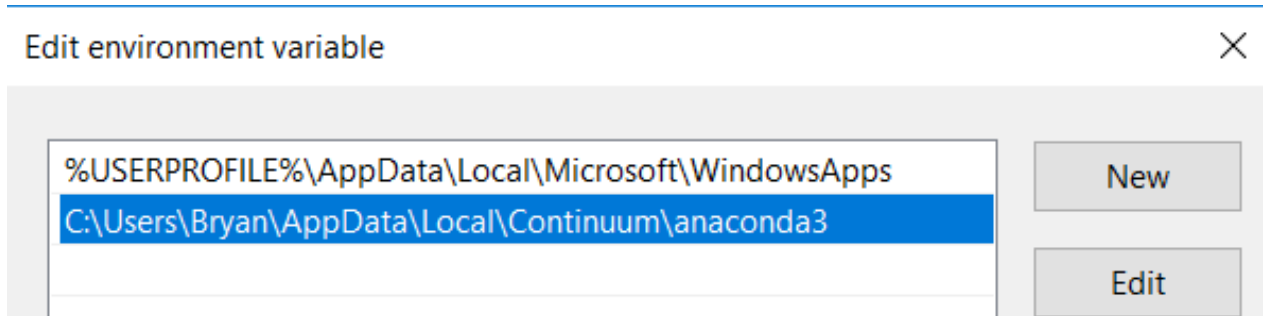 Edit environment variable
%USERPROFILE%\AppData\Local\Microsoft\WindowsApps
New
C:\Users\Bryan\AppData\Local\Continuum\anaconda3
Edit